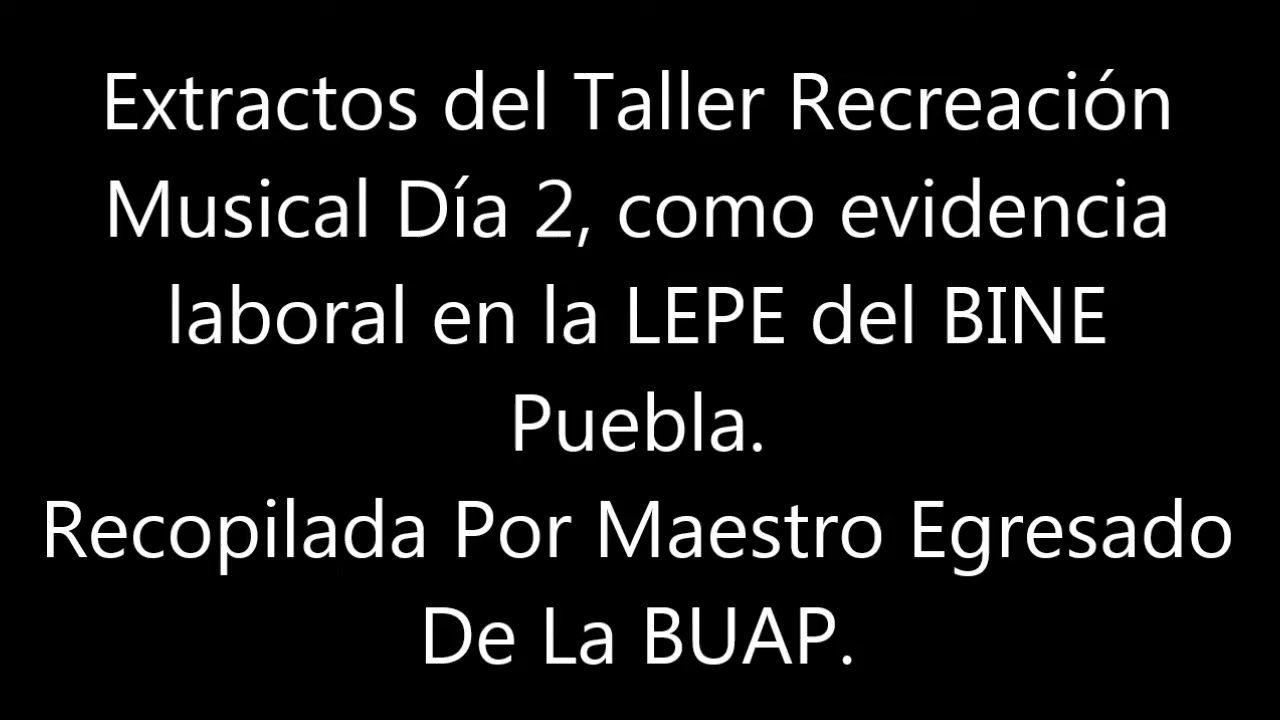 Extractos del Taller Recreación
Musical Día 2, como evidencia
laboral en la LEPE del BINE
Puebla.
Recopilada Por Maestro Egresado
De La BUAP.